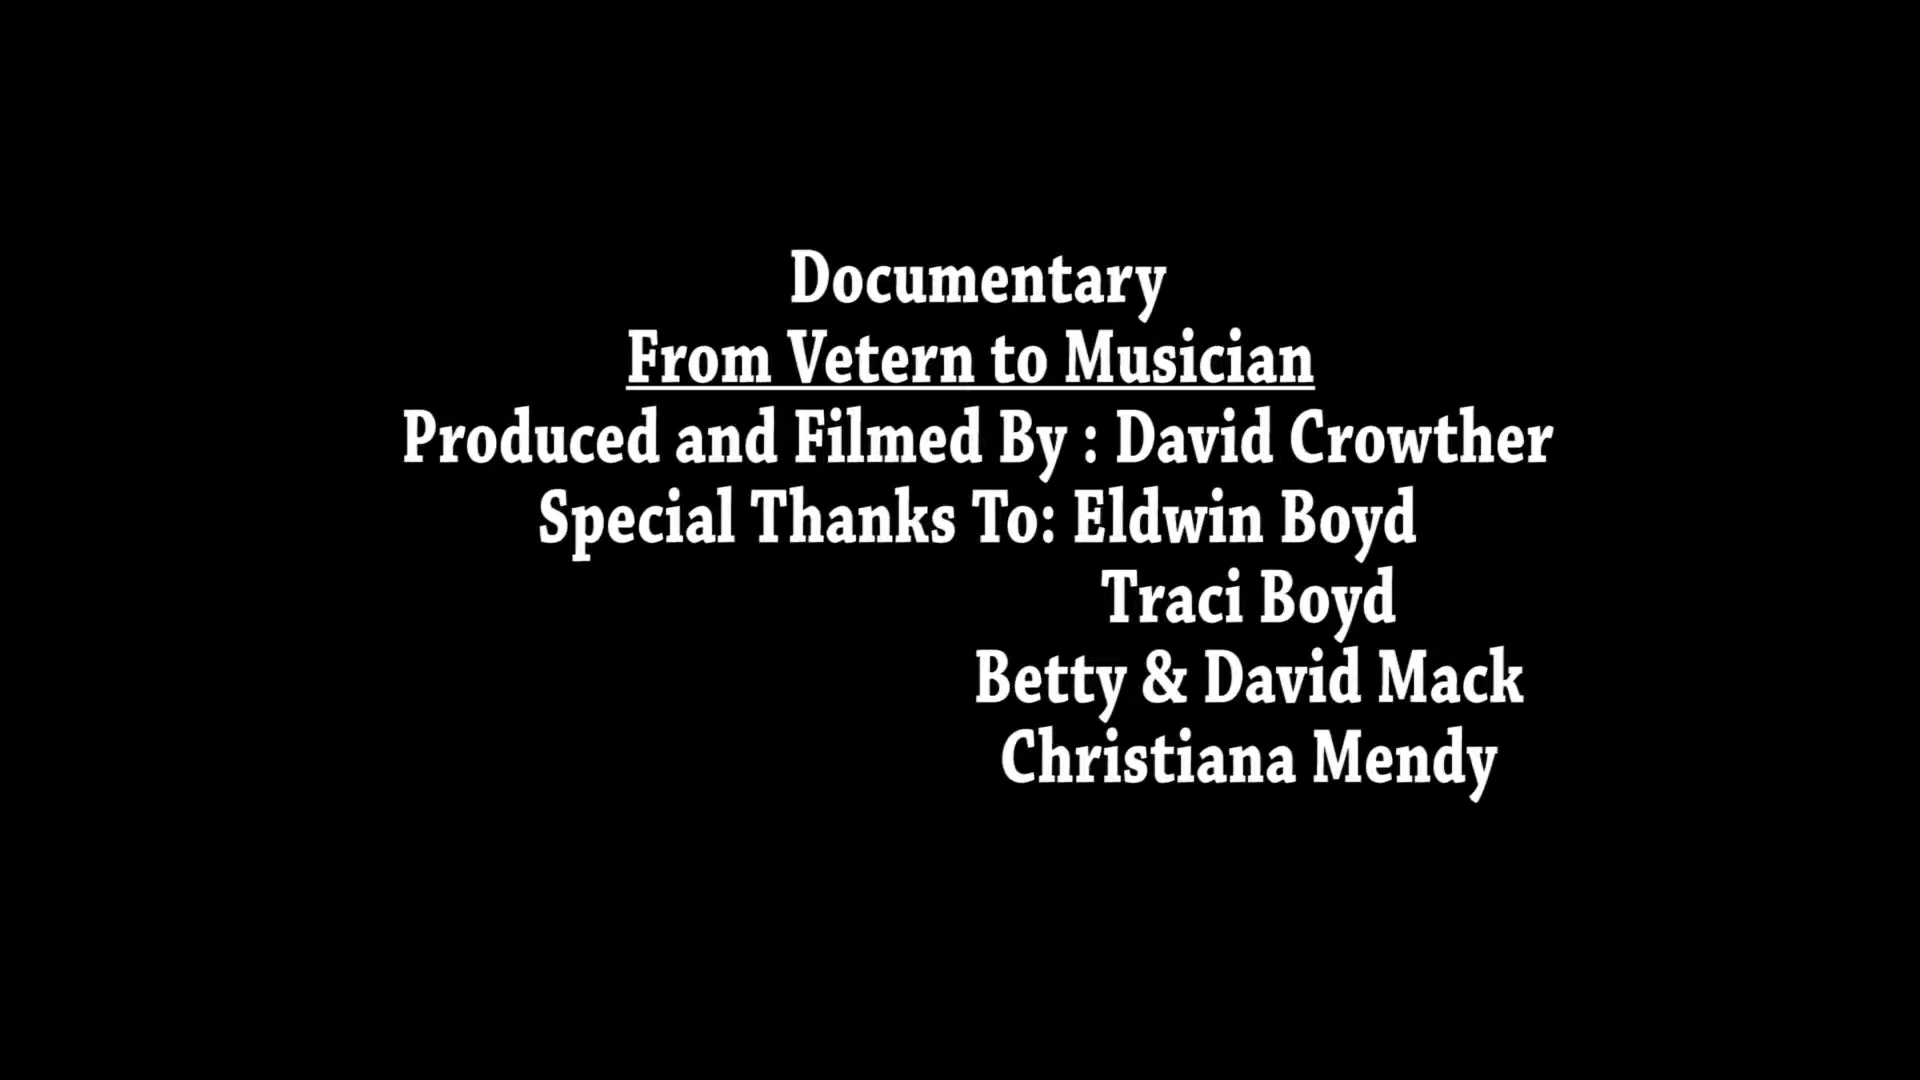 Documentary
From Vetern to Musician
Produced and Filmed By : David Crowther
Special Thanks To: Eldwin Boyd
Traci Boyd
Betty & David Mack
Christiana Mendy